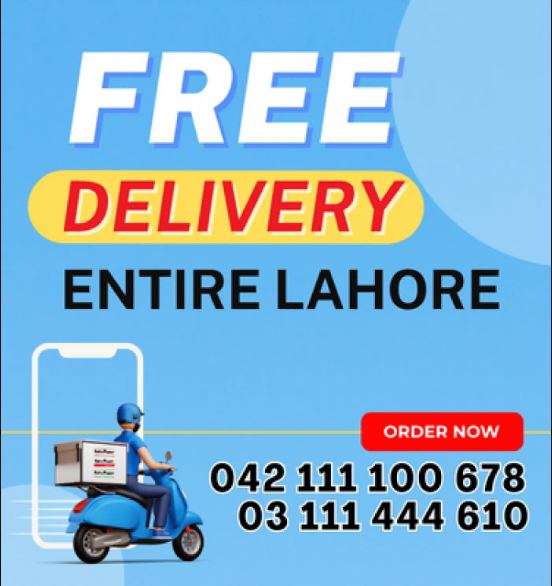 FREE
DELIVERY
ENTIRE LAHORE
ORDER NOW
042 111 100 678
03 111 444 610